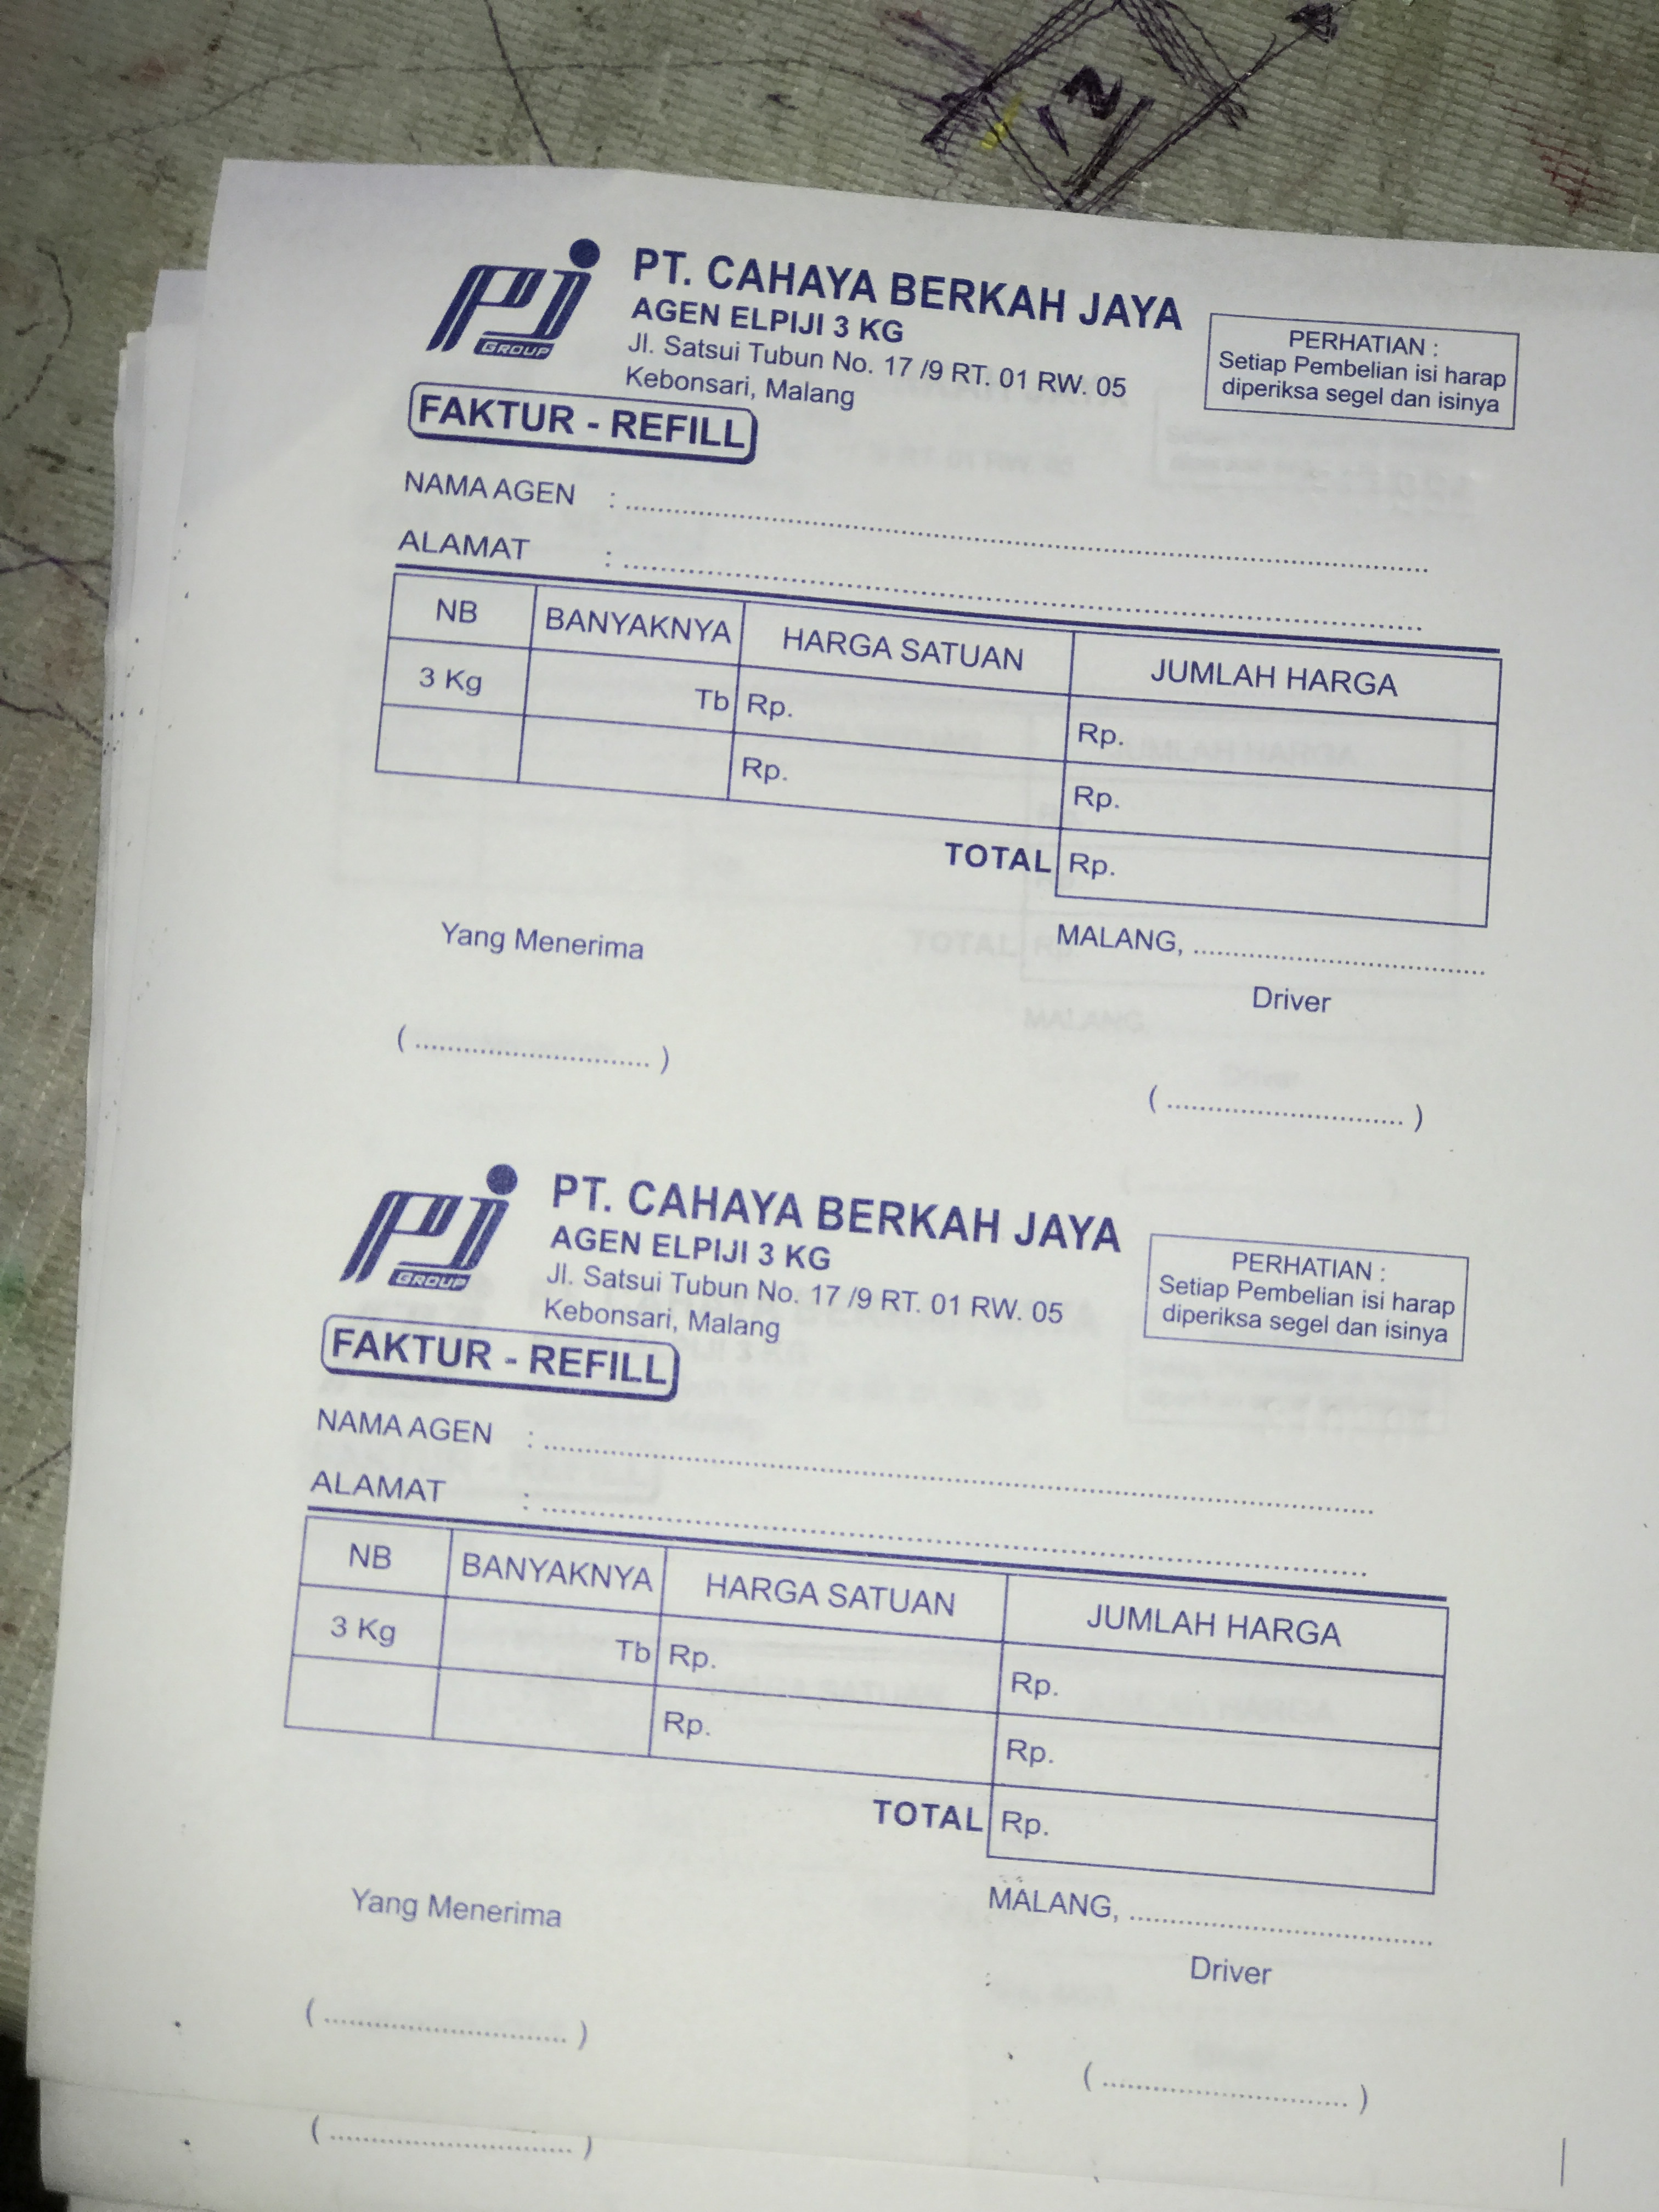 12
PJ
GROUP
PT. CAHAYA BERKAH JAYA
AGEN ELPIJI 3 KG
Jl. Satsui Tubun No. 17 /9 RT. 01 RW. 05
Kebonsari, Malang
PERHATIAN :
Setiap Pembelian isi harap
diperiksa segel dan isinya
FAKTUR - REFILL
NAMA AGEN : ....................
ALAMAT : ....................
NB BANYAKNYA HARGA SATUAN JUMLAH HARGA
3 Kg Tb Rp. Rp.
Rp. Rp.
TOTAL Rp.
Yang Menerima MALANG, ....................
Driver
( .................... )
( .................... )
PJ
GROUP
PT. CAHAYA BERKAH JAYA
AGEN ELPIJI 3 KG
Jl. Satsui Tubun No. 17 /9 RT. 01 RW. 05
Kebonsari, Malang
PERHATIAN :
Setiap Pembelian isi harap
diperiksa segel dan isinya
FAKTUR - REFILL
NAMA AGEN : ....................
ALAMAT : ....................
NB BANYAKNYA HARGA SATUAN JUMLAH HARGA
3 Kg Tb Rp. Rp.
Rp. Rp.
TOTAL Rp.
Yang Menerima MALANG, ....................
Driver
( .................... )
( .................... )
( .................... )